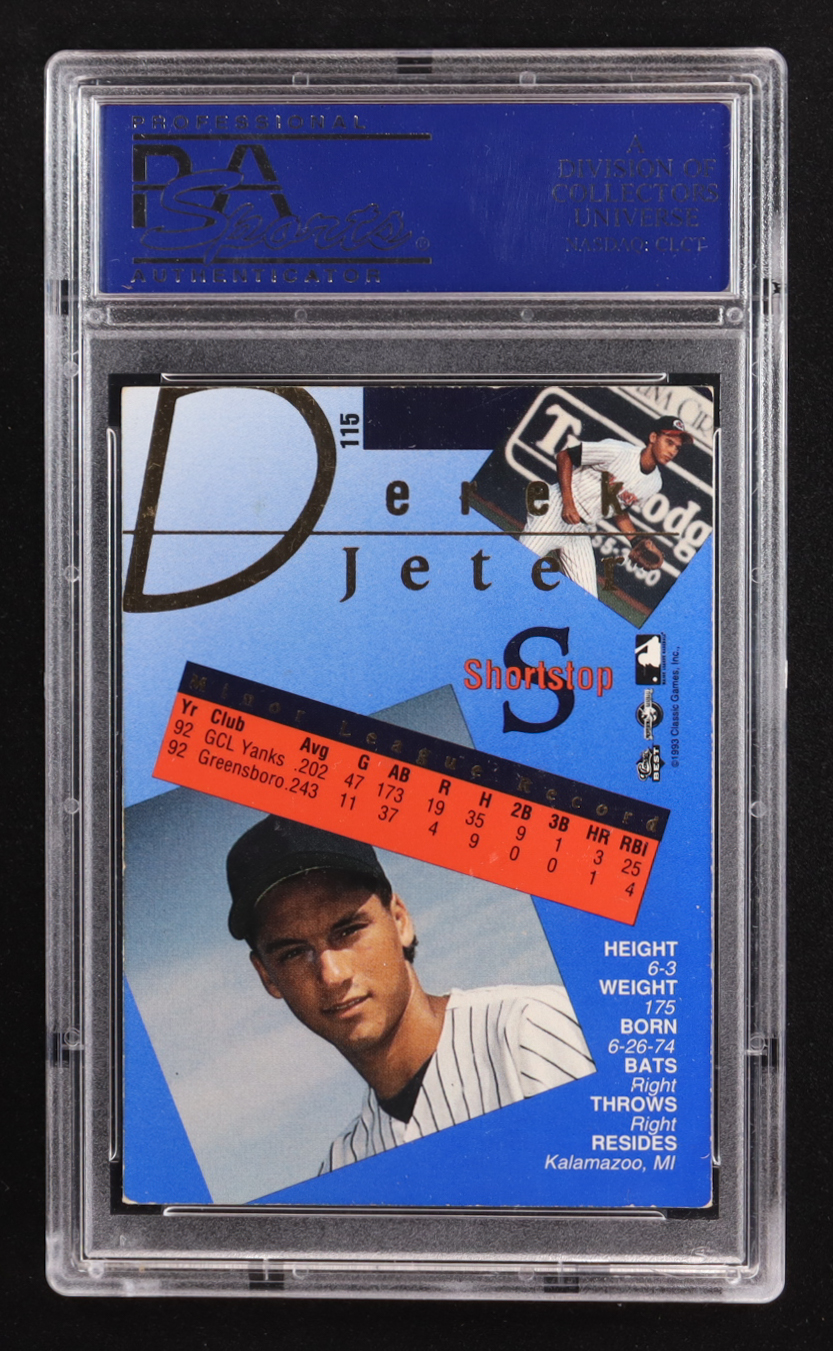 PROFESSIONAL
PSA
Sports®
AUTHENTICATOR
A
DIVISION OF
COLLECTORS
UNIVERSE
NASDAQ: CLCT
115
Derek
Jeter
S
Shortstop
©1993 Classic Games, Inc.,
BEST
Minor League Record
Yr Club Avg G AB R H 2B 3B HR RBI
92 GCL Yanks .202 47 173 19 35 9 1 3 25
92 Greensboro .243 11 37 4 9 0 0 1 4
HEIGHT
6-3
WEIGHT
175
BORN
6-26-74
BATS
Right
THROWS
Right
RESIDES
Kalamazoo, MI